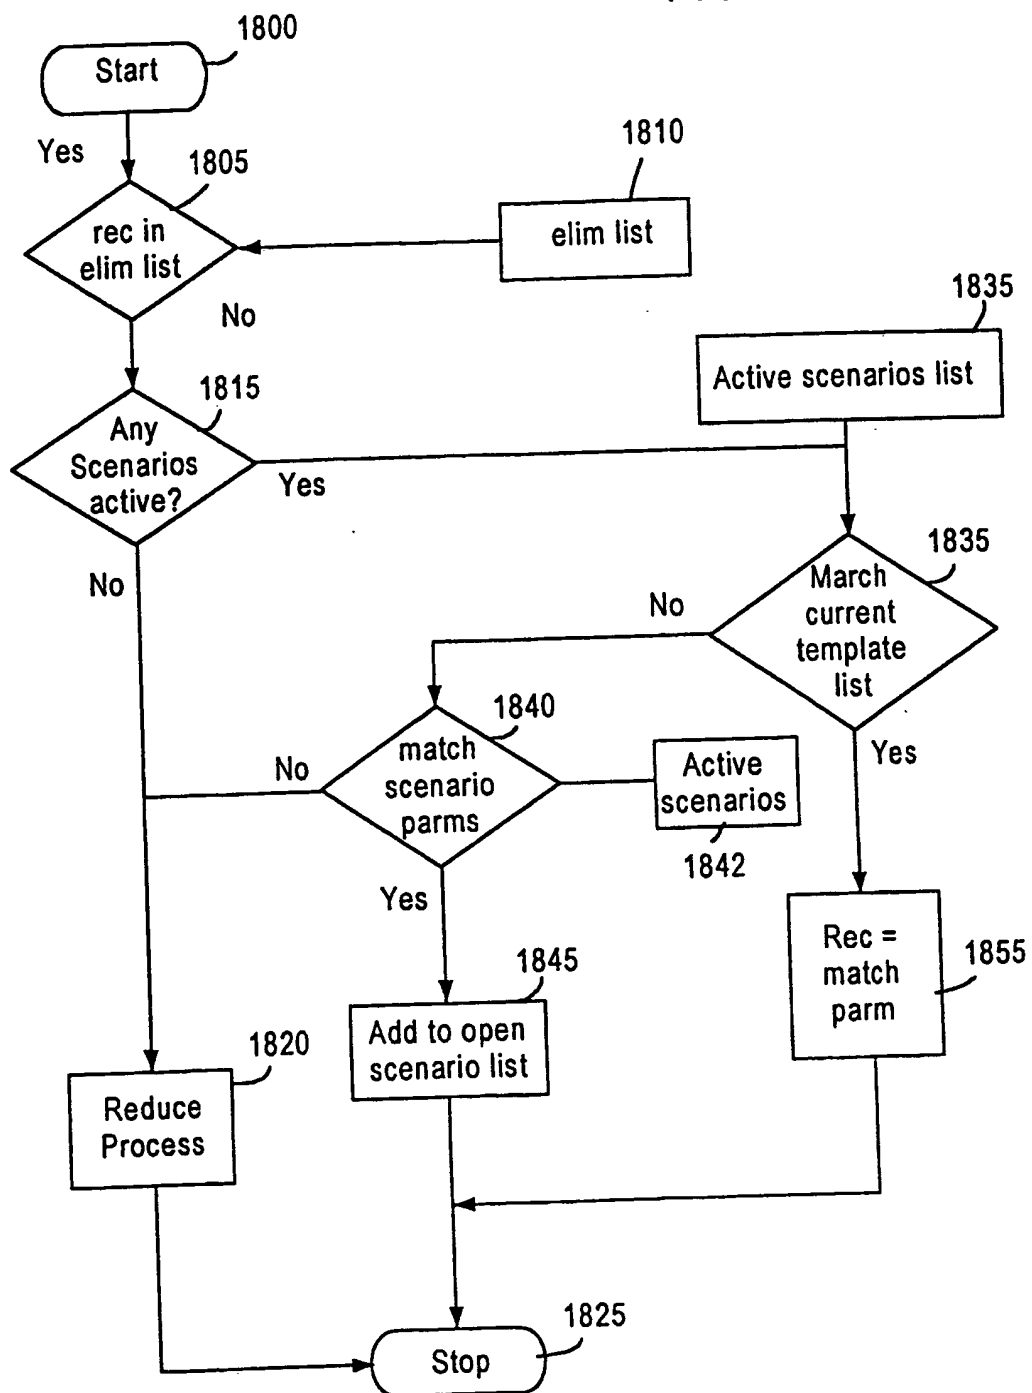 1800
Start
Yes
1805
rec in
elim list
1810
elim list
No
1835
Active scenarios list
1815
Any
Scenarios
active?
Yes
No
1835
March
current
template
list
No
Yes
1840
match
scenario
parms
No
Active
scenarios
1842
Yes
1845
Add to open
scenario list
Rec =
match
parm
1855
1820
Reduce
Process
1825
Stop